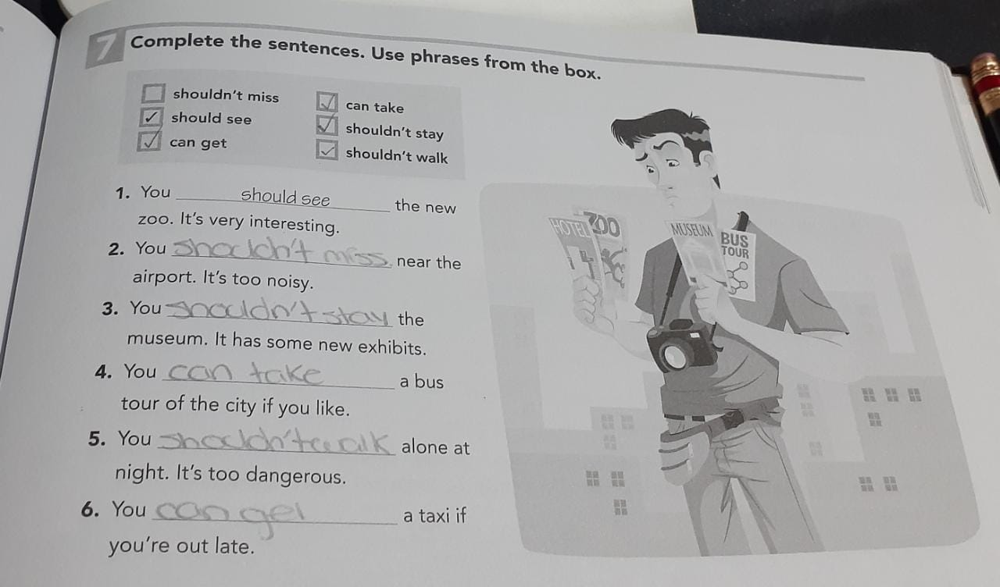 7 Complete the sentences. Use phrases from the box.
shouldn't miss
can take
✓ should see
✓ shouldn't stay
✓ can get
✓ shouldn't walk
1. You should see the new
zoo. It's very interesting.
2. You shouldn't miss near the
airport. It's too noisy.
3. You shouldn't stay the
museum. It has some new exhibits.
4. You can take a bus
tour of the city if you like.
5. You shouldn't walk alone at
night. It's too dangerous.
6. You can get a taxi if
you're out late.
HOTEL
ZOO
MUSEUM
BUS
TOUR